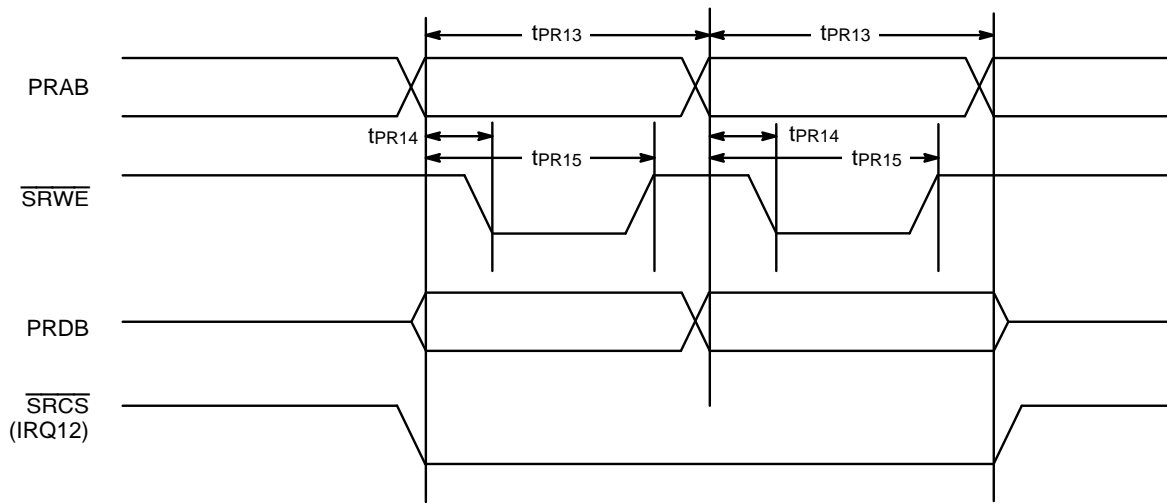 tPR13 tPR13
PRAB
tPR14 tPR14
tPR15 tPR15
SRWE
PRDB
SRCS
(IRQ12)